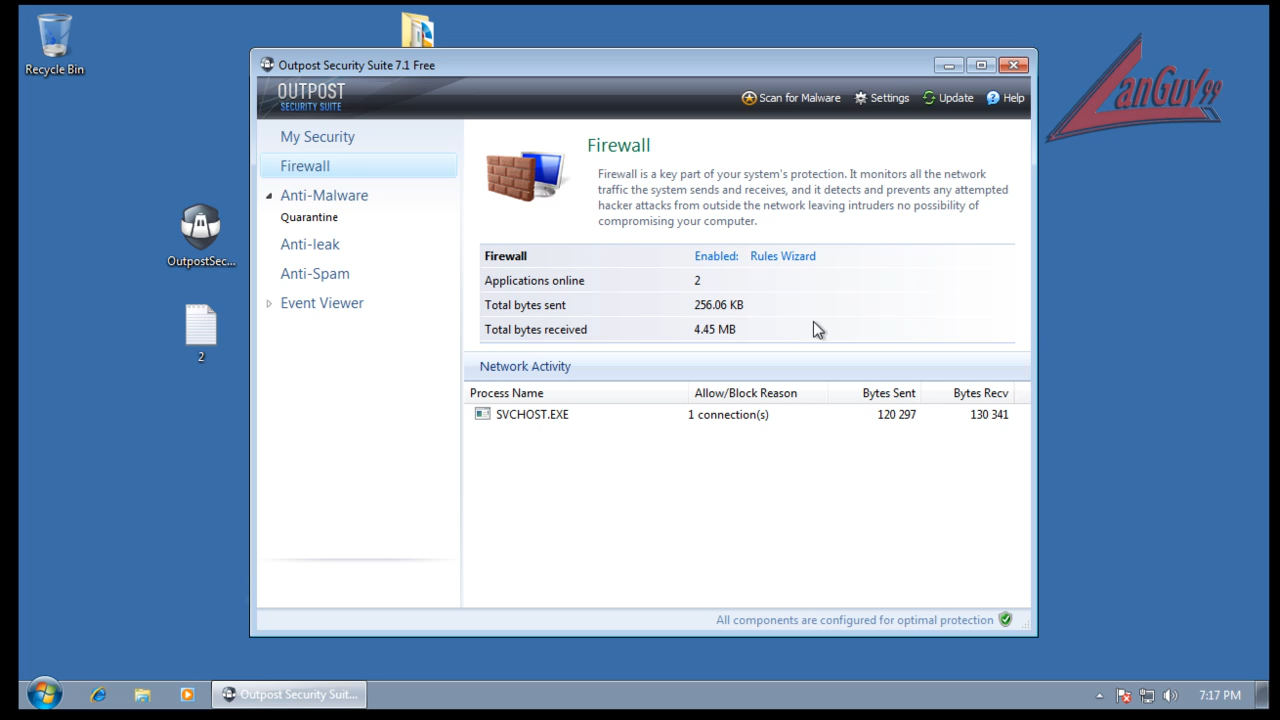 Recycle Bin
Outpost Security Suite 7.1 Free
OUTPOST
SECURITY SUITE
Scan for Malware
Settings
Update
Help
LanGuy99
My Security
Firewall
Anti-Malware
Quarantine
Anti-leak
Anti-Spam
Event Viewer
OutpostSec...
2
Firewall
Firewall is a key part of your system's protection. It monitors all the network
traffic the system sends and receives, and it detects and prevents any attempted
hacker attacks from outside the network leaving intruders no possibility of
compromising your computer.
Firewall Enabled: Rules Wizard
Applications online 2
Total bytes sent 256.06 KB
Total bytes received 4.45 MB
Network Activity
Process Name Allow/Block Reason Bytes Sent Bytes Recv
SVCHOST.EXE 1 connection(s) 120 297 130 341
All components are configured for optimal protection
Outpost Security Suit...
7:17 PM